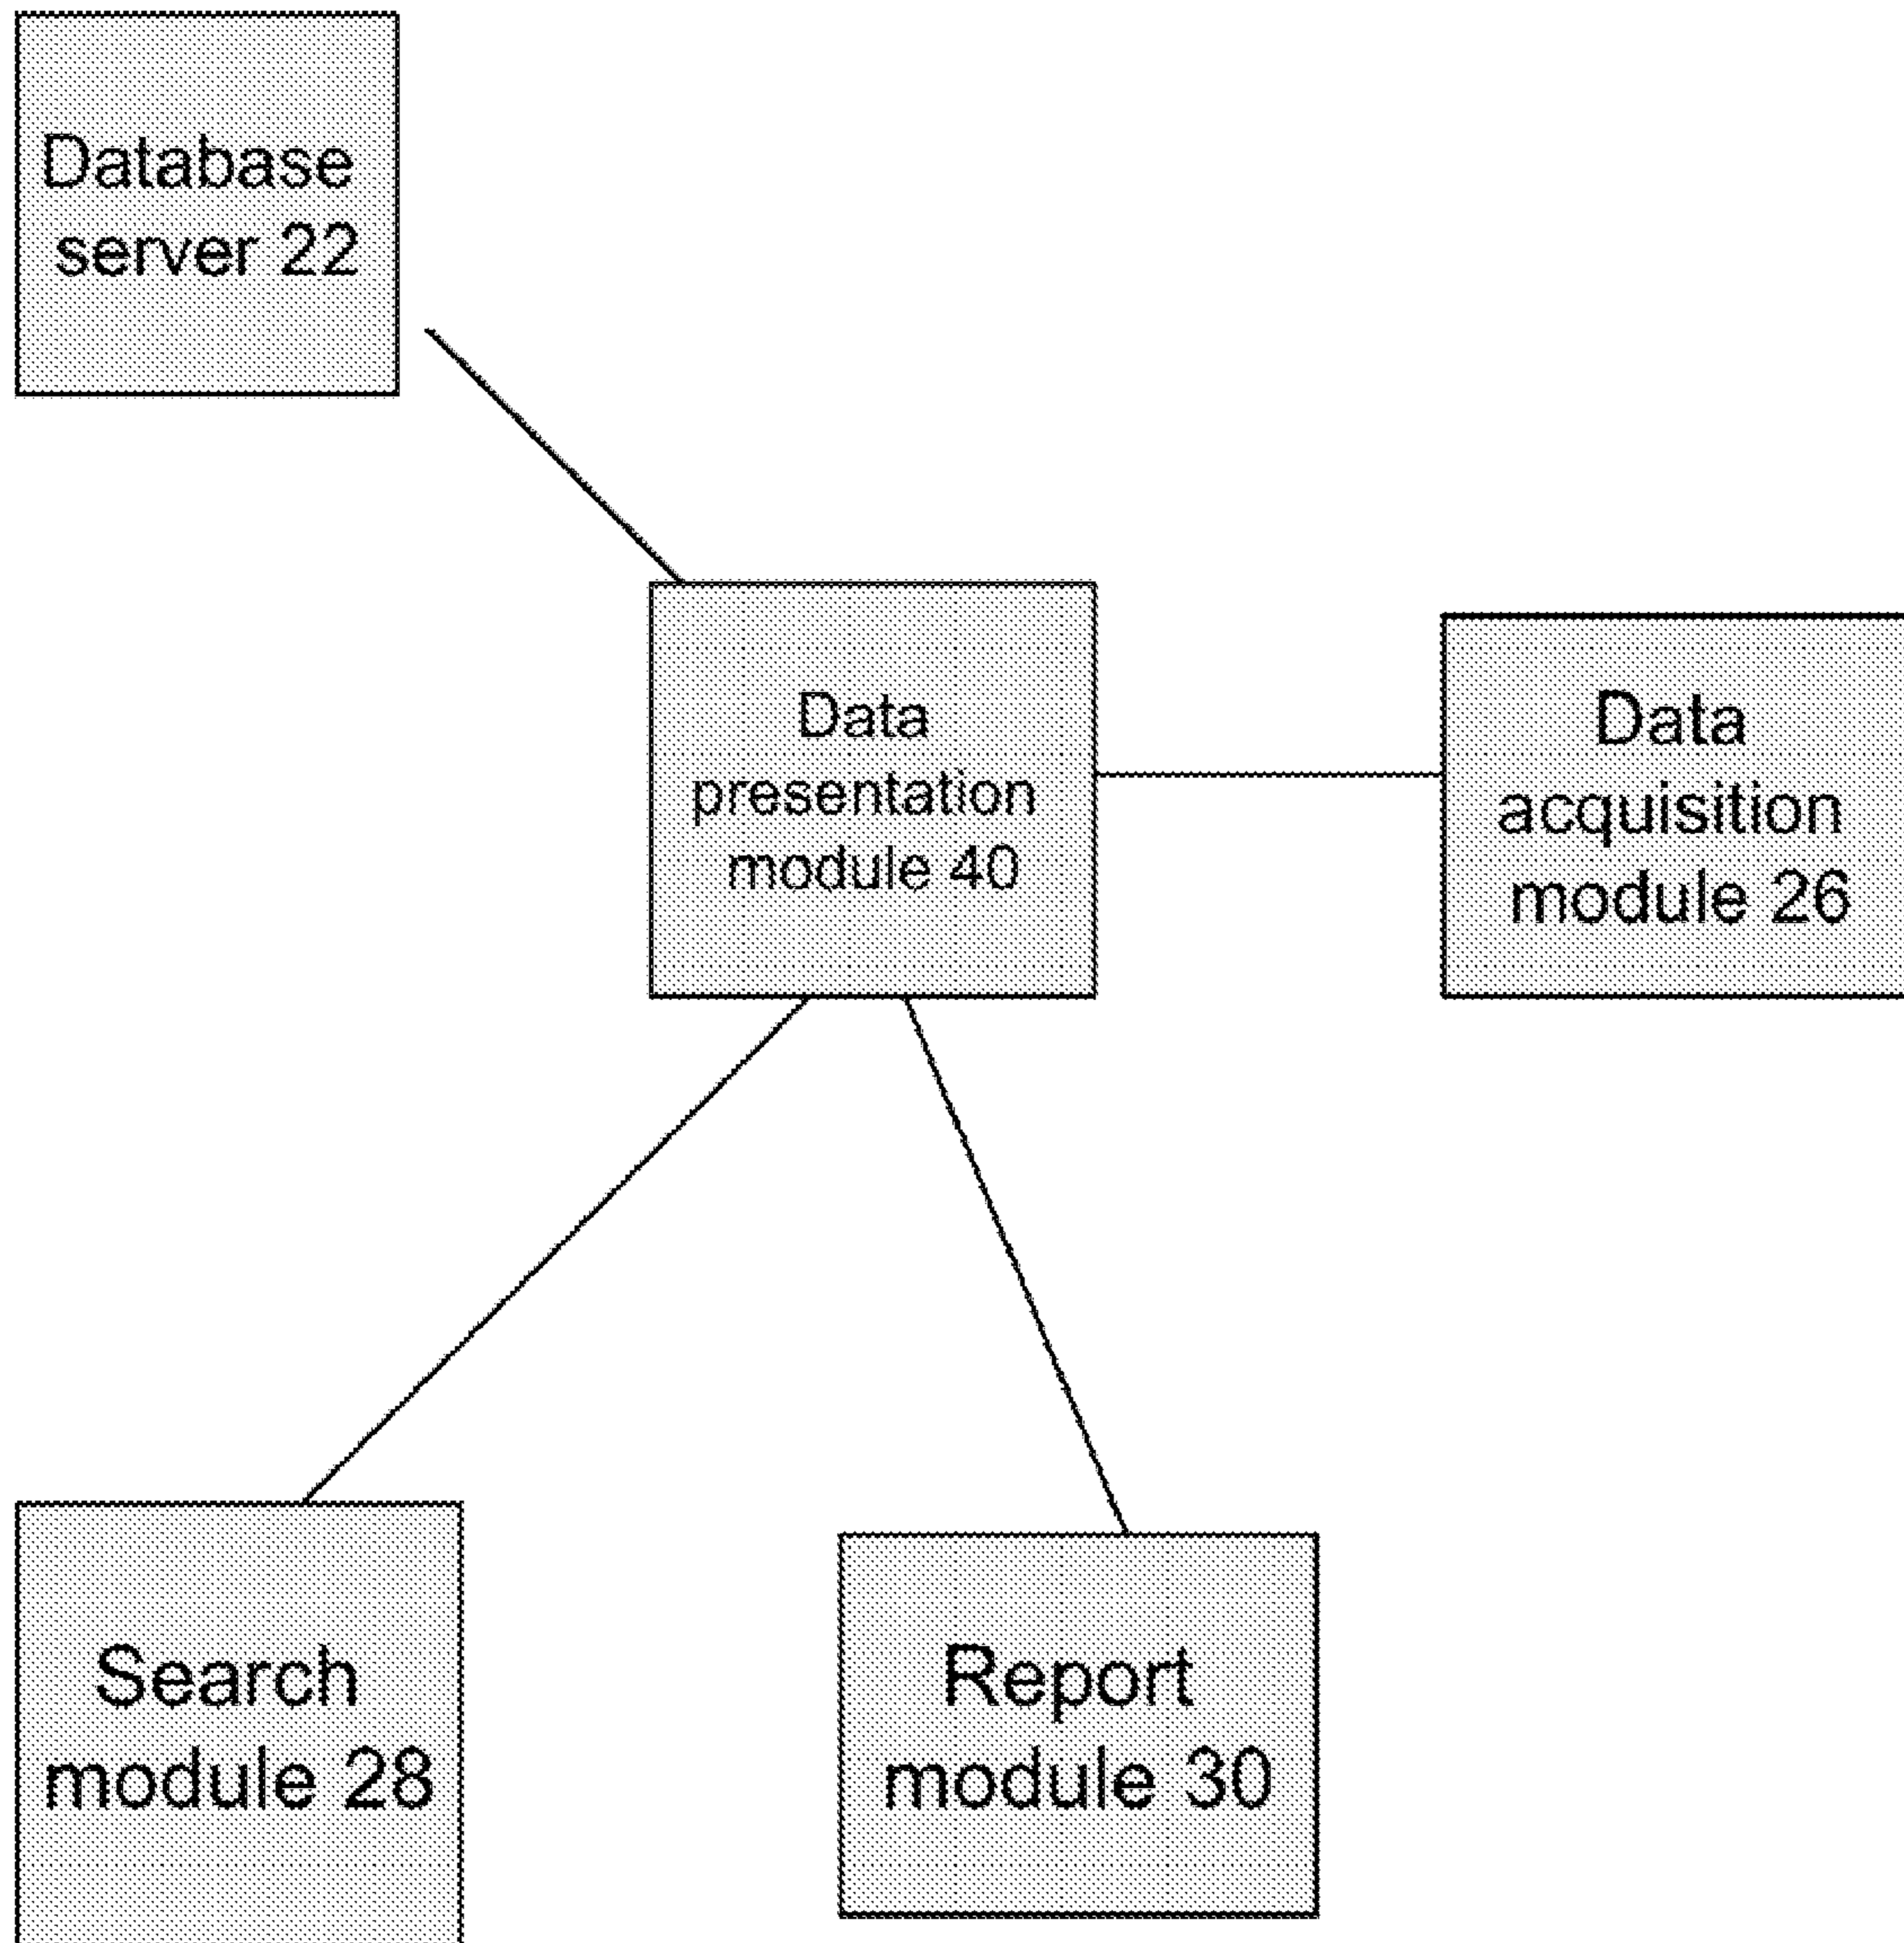 Database
server 22
Data
presentation
module 40
Data
acquisition
module 26
Search
module 28
Report
module 30